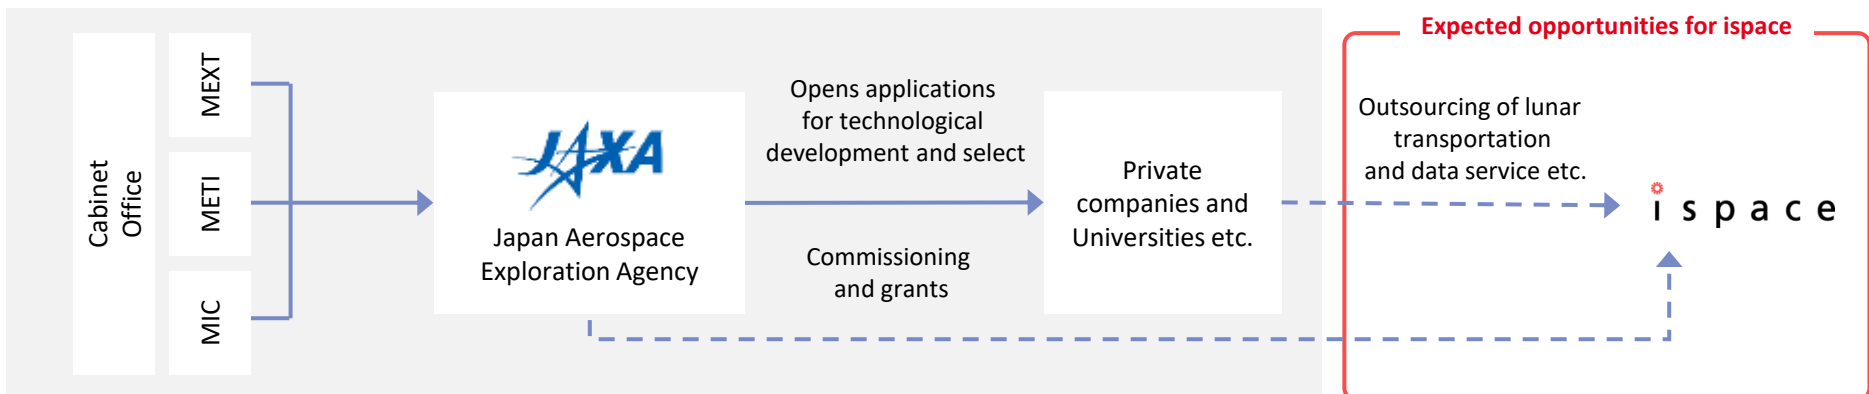 Cabinet
Office
MEXT
METI
MIC
JAXA
Japan Aerospace
Exploration Agency
Opens applications
for technological
development and select
Commissioning
and grants
Private
companies and
Universities etc.
Expected opportunities for ispace
Outsourcing of lunar
transportation
and data service etc.
ispace